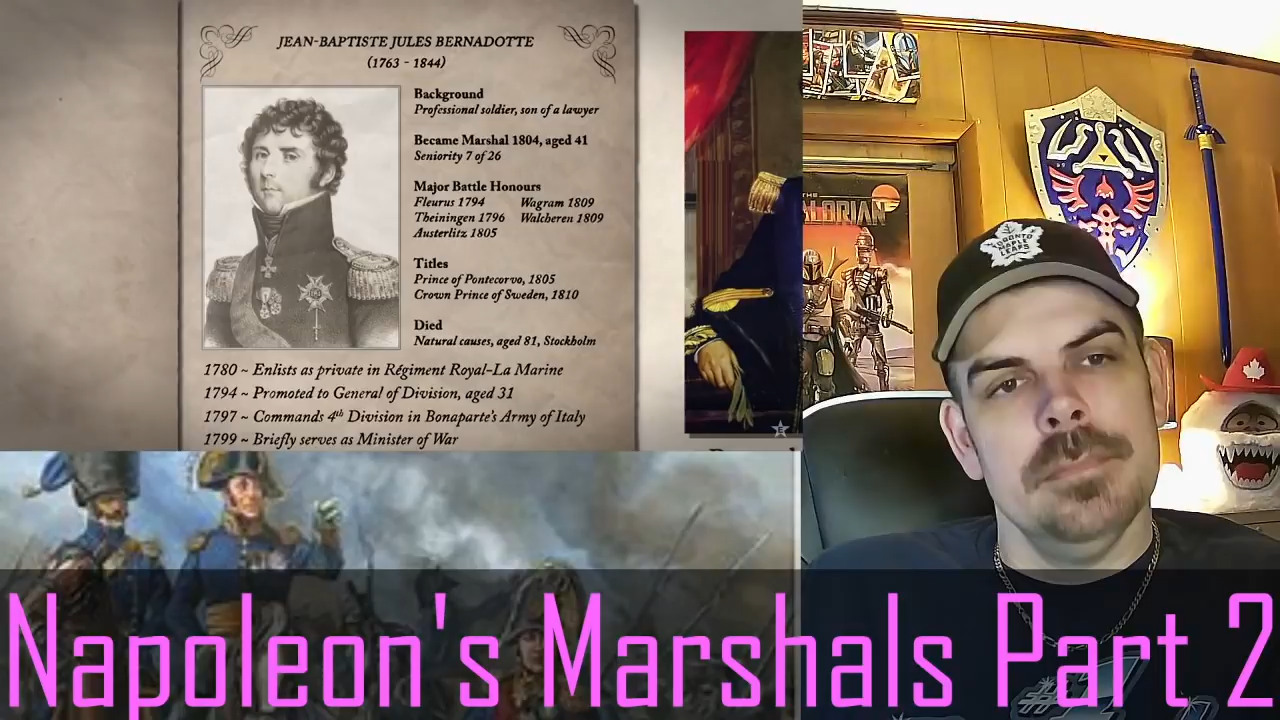 JEAN-BAPTISTE JULES BERNADOTTE
(1763 - 1844)
Background
Professional soldier, son of a lawyer
Became Marshal 1804, aged 41
Seniority 7 of 26
Major Battle Honours
Fleurus 1794 Wagram 1809
Theiningen 1796 Walcheren 1809
Austerlitz 1805
Titles
Prince of Pontecorvo, 1805
Crown Prince of Sweden, 1810
Died
Natural causes, aged 81, Stockholm
1780 ~ Enlists as private in Régiment Royal-La Marine
1794 ~ Promoted to General of Division, aged 31
1797 ~ Commands 4th Division in Bonaparte's Army of Italy
1799 ~ Briefly serves as Minister of War
THE
ALORIAN
TORONTO
MAPLE
LEAFS
Napoleon's Marshals Part 2